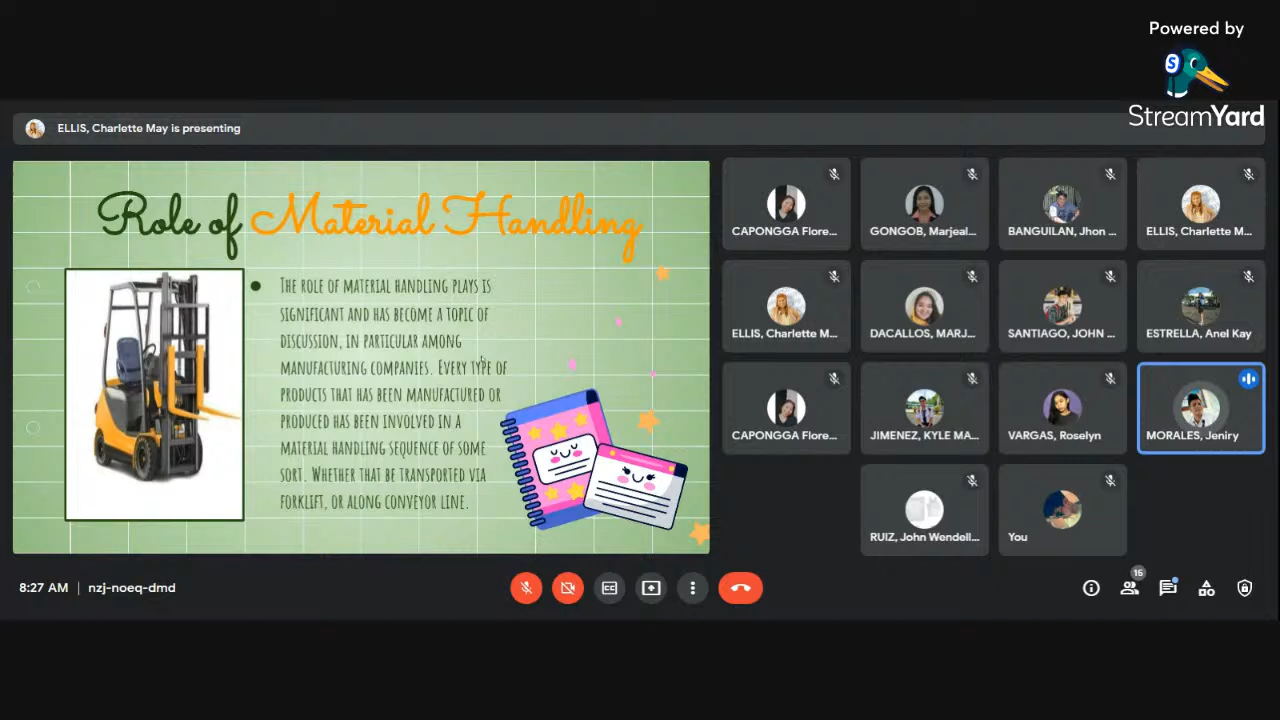 Powered by
StreamYard
ELLIS, Charlette May is presenting
Role of Material Handling
THE ROLE OF MATERIAL HANDLING PLAYS IS
SIGNIFICANT AND HAS BECOME A TOPIC OF
DISCUSSION, IN PARTICULAR AMONG
MANUFACTURING COMPANIES. EVERY TYPE OF
PRODUCTS THAT HAS BEEN MANUFACTURED OR
PRODUCED HAS BEEN INVOLVED IN A
MATERIAL HANDLING SEQUENCE OF SOME
SORT. WHETHER THAT BE TRANSPORTED VIA
FORKLIFT, OR ALONG CONVEYOR LINE.
CAPONGGA Flore...
GONGOB, Marjeal...
BANGUILAN, Jhon ...
ELLIS, Charlette M...
ELLIS, Charlette M...
DACALLOS, MARJ...
SANTIAGO, JOHN ...
ESTRELLA, Anel Kay
CAPONGGA Flore...
JIMENEZ, KYLE MA...
VARGAS, Roselyn
MORALES, Jeniry
RUIZ, John Wendell...
You
8:27 AM | nzj-noeq-dmd
CC
15